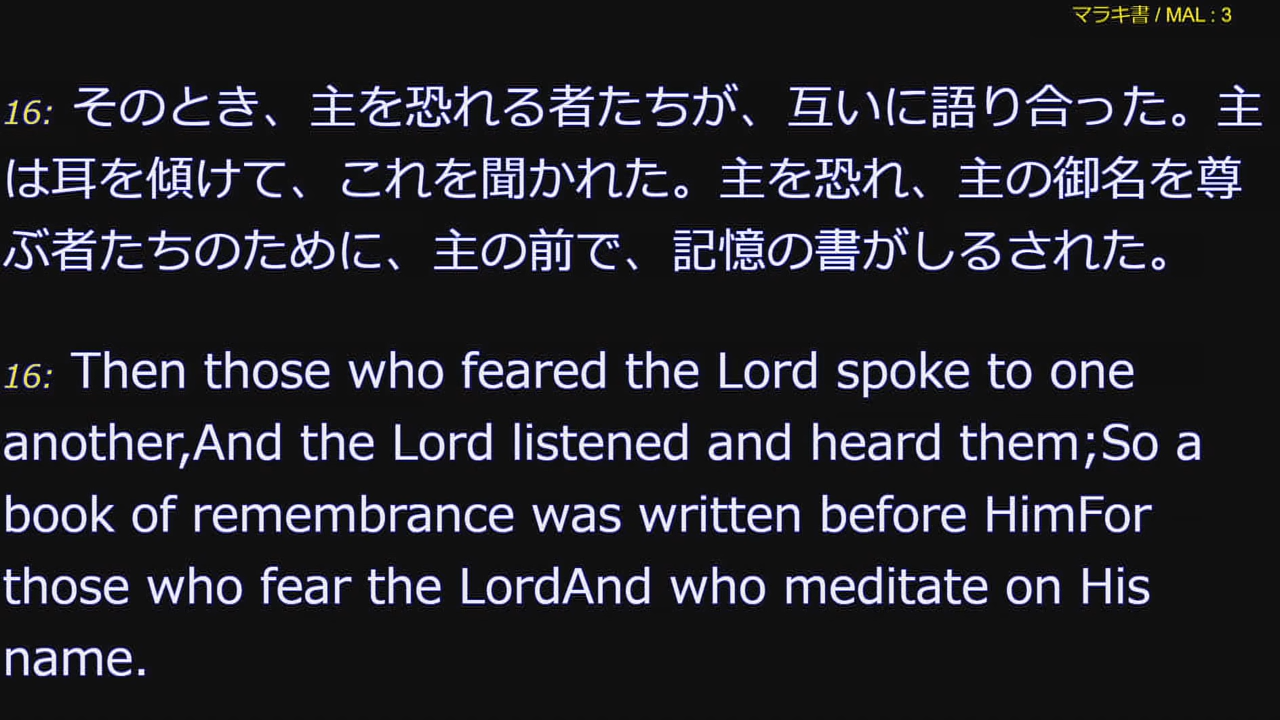 マラキ書 / MAL : 3
16: そのとき、主を恐れる者たちが、互いに語り合った。主
は耳を傾けて、これを聞かれた。主を恐れ、主の御名を尊
ぶ者たちのために、主の前で、記憶の書がしるされた。
16: Then those who feared the Lord spoke to one
another,And the Lord listened and heard them;So a
book of remembrance was written before HimFor
those who fear the LordAnd who meditate on His
name.